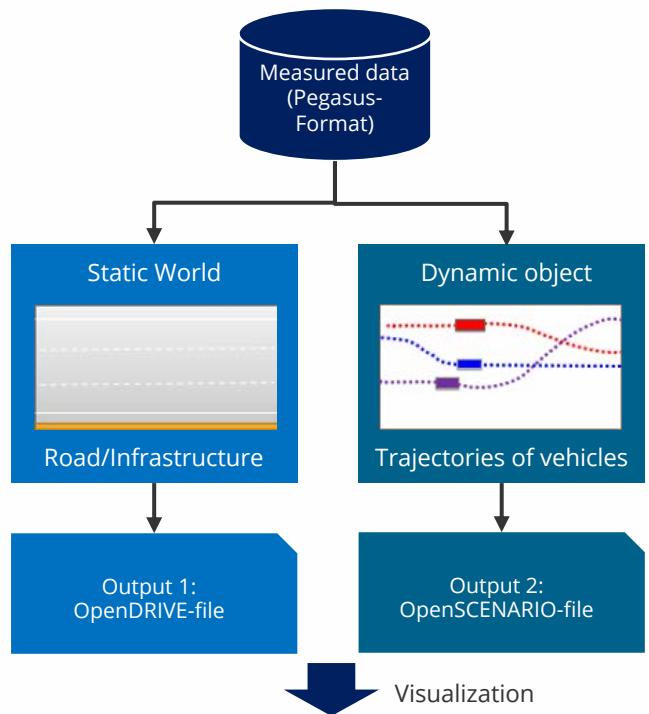 Measured data
(Pegasus-
Format)
Static World
Road/Infrastructure
Dynamic object
Trajectories of vehicles
Output 1:
OpenDRIVE-file
Output 2:
OpenSCENARIO-file
Visualization